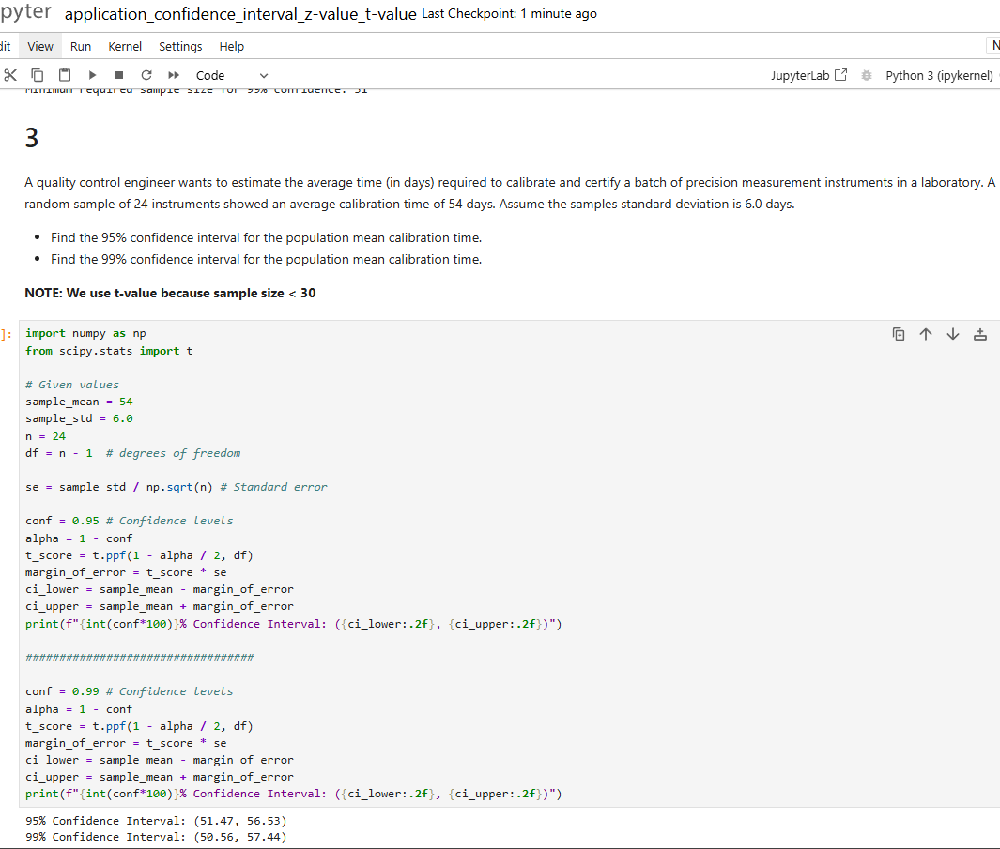 pyter application_confidence_interval_z-value_t-value Last Checkpoint: 1 minute ago
dit View Run Kernel Settings Help
Code JupyterLab Python 3 (ipykernel)
Minimum required sample size for 99% confidence: 51
3
A quality control engineer wants to estimate the average time (in days) required to calibrate and certify a batch of precision measurement instruments in a laboratory. A
random sample of 24 instruments showed an average calibration time of 54 days. Assume the samples standard deviation is 6.0 days.
• Find the 95% confidence interval for the population mean calibration time.
• Find the 99% confidence interval for the population mean calibration time.
NOTE: We use t-value because sample size < 30
]:
import numpy as np
from scipy.stats import t
# Given values
sample_mean = 54
sample_std = 6.0
n = 24
df = n - 1  # degrees of freedom
se = sample_std / np.sqrt(n) # Standard error
conf = 0.95 # Confidence levels
alpha = 1 - conf
t_score = t.ppf(1 - alpha / 2, df)
margin_of_error = t_score * se
ci_lower = sample_mean - margin_of_error
ci_upper = sample_mean + margin_of_error
print(f"{int(conf*100)}% Confidence Interval: ({ci_lower:.2f}, {ci_upper:.2f})")
##################################
conf = 0.99 # Confidence levels
alpha = 1 - conf
t_score = t.ppf(1 - alpha / 2, df)
margin_of_error = t_score * se
ci_lower = sample_mean - margin_of_error
ci_upper = sample_mean + margin_of_error
print(f"{int(conf*100)}% Confidence Interval: ({ci_lower:.2f}, {ci_upper:.2f})")
95% Confidence Interval: (51.47, 56.53)
99% Confidence Interval: (50.56, 57.44)